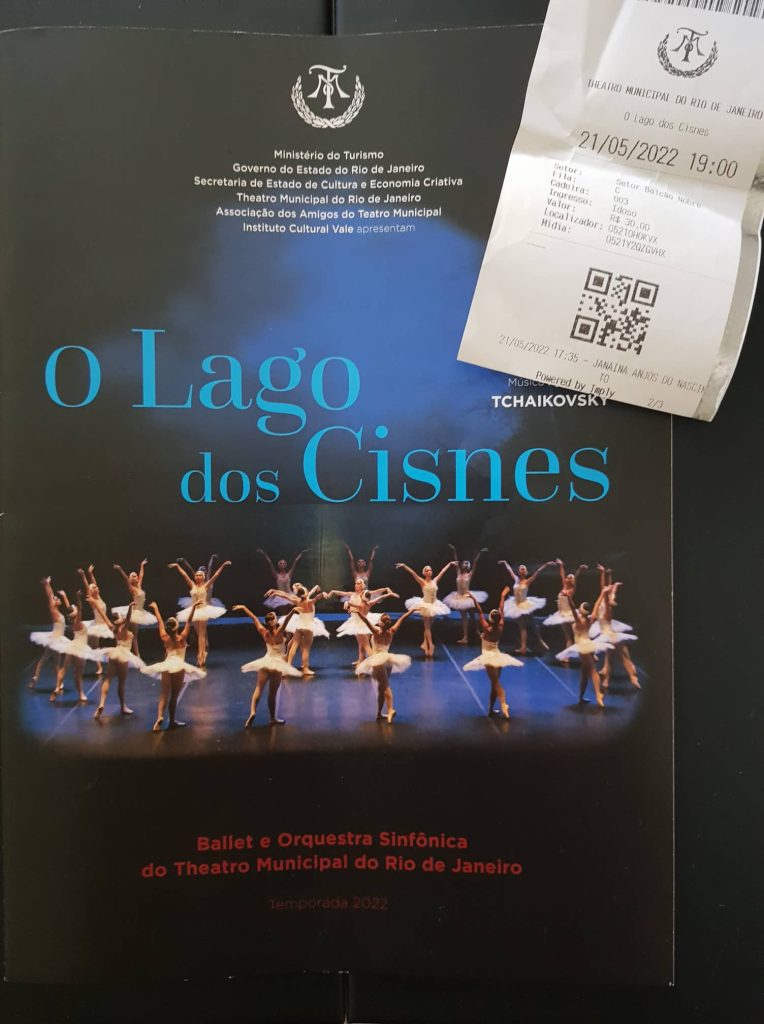 Ministério do Turismo
Governo do Estado do Rio de Janeiro
Secretaria de Estado de Cultura e Economia Criativa
Theatro Municipal do Rio de Janeiro
Associação dos Amigos do Teatro Municipal
Instituto Cultural Vale apresentam
O Lago
dos Cisnes
Música
TCHAIKOVSKY
Ballet e Orquestra Sinfônica
do Theatro Municipal do Rio de Janeiro
Temporada 2022
THEATRO MUNICIPAL DO RIO DE JANEIRO
O Lago dos Cisnes
21/05/2022 19:00
Setor: Setor Balcão Nobre
Fila: C
Cadeira: 003
Ingresso: Idoso
Valor: R$ 30,00
Localizador:
Mídia:
21/05/2022 17:35 - JANAINA ANJOS DO NASCIMEN
TO
Powered by Imply
2/3